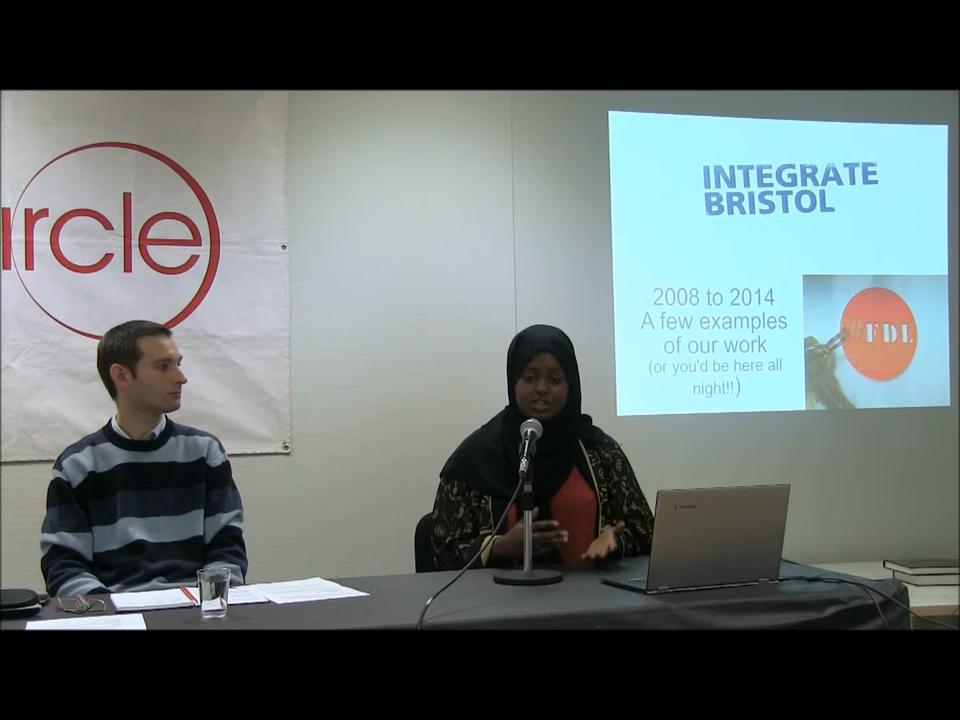 rcle
INTEGRATE
BRISTOL
2008 to 2014
A few examples
of our work
(or you'd be here all
night!!)
#FDL